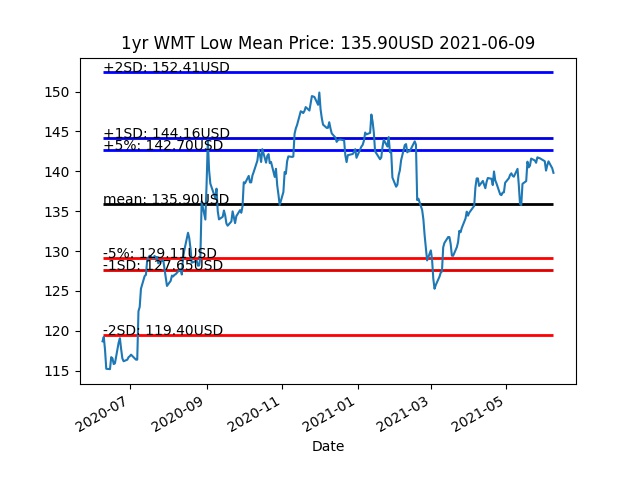 1yr WMT Low Mean Price: 135.90USD 2021-06-09
+2SD: 152.41USD
150
+1SD: 144.16USD
145
+5%: 142.70USD
140
mean: 135.90USD
135
-5%: 129.11USD
130
-1SD: 127.65USD
125
-2SD: 119.40USD
120
115
2020-07 2020-09 2020-11 2021-01 2021-03 2021-05
Date